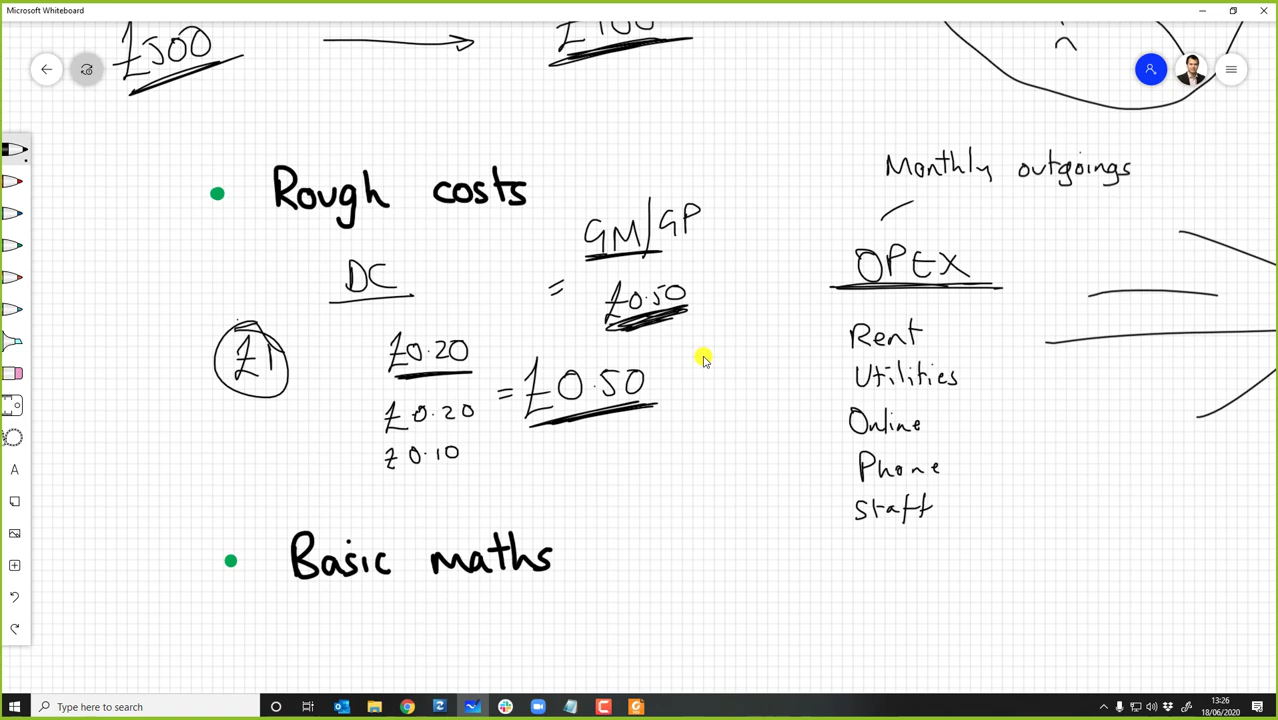 Microsoft Whiteboard
£500
£100
Monthly outgoings
Rough costs
GM/GP
DC
OPEX
= £0.50
£1
£0.20
Rent
= £0.50
Utilities
£0.20
Online
£0.10
Phone
Staff
Basic maths
A
Type here to search
13:26
18/06/2020